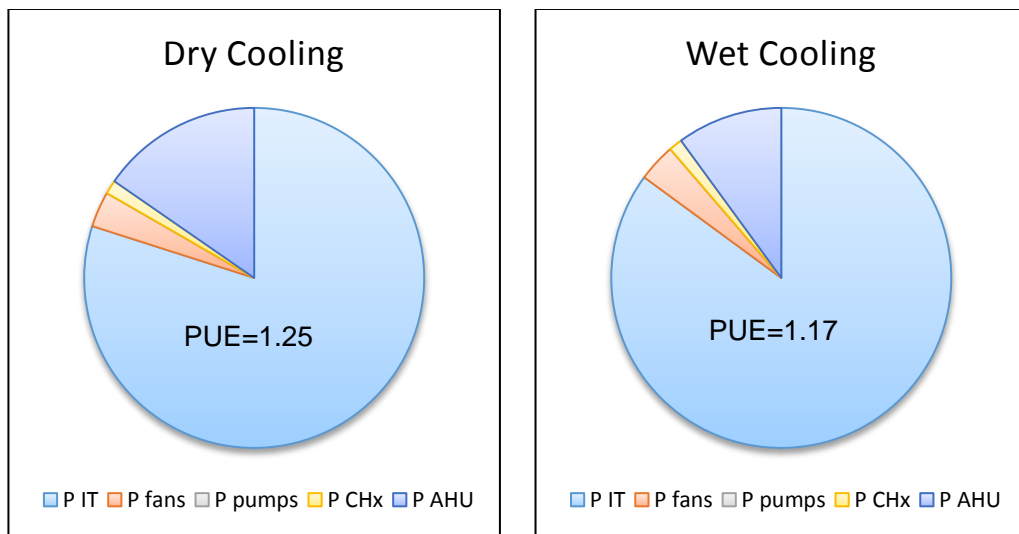 Dry Cooling
PUE=1.25
P IT P fans P pumps P CHx P AHU
Wet Cooling
PUE=1.17
P IT P fans P pumps P CHx P AHU